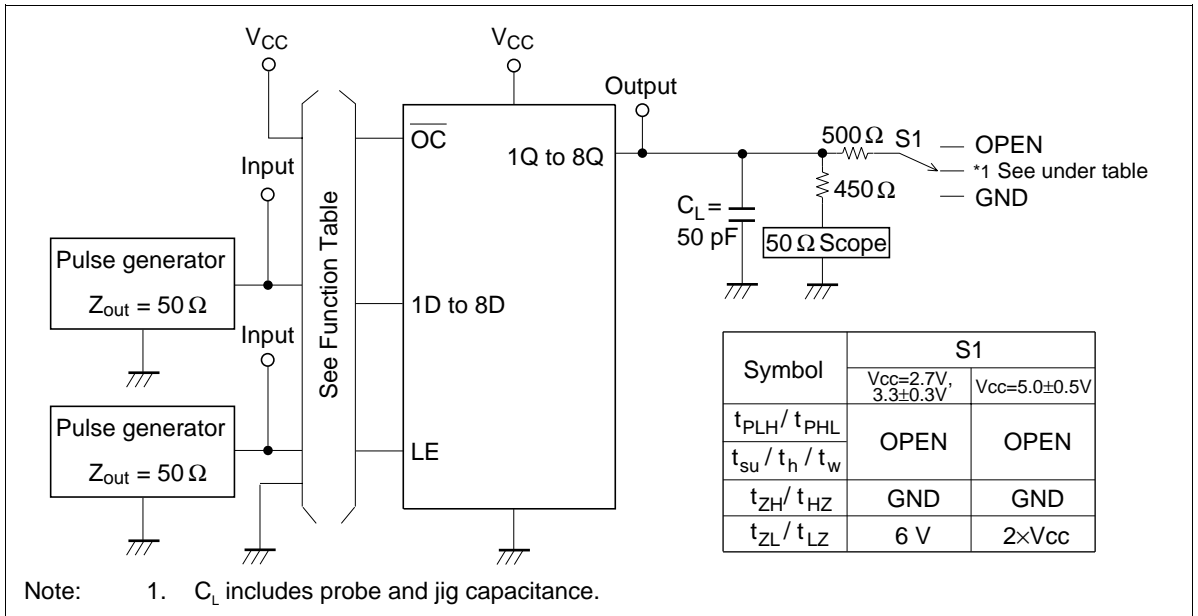 VCC
VCC
Output
OC
1Q to 8Q
500 Ω
S1
OPEN
*1 See under table
GND
450 Ω
CL =
50 pF
50 Ω Scope
Input
Pulse generator
Zout = 50 Ω
See Function Table
1D to 8D
Input
Pulse generator
Zout = 50 Ω
LE
Symbol
S1
Vcc=2.7V,
3.3±0.3V
Vcc=5.0±0.5V
tPLH / tPHL
OPEN
OPEN
tsu / th / tw
tZH / tHZ
GND
GND
tZL / tLZ
6 V
2×Vcc
Note: 1. CL includes probe and jig capacitance.